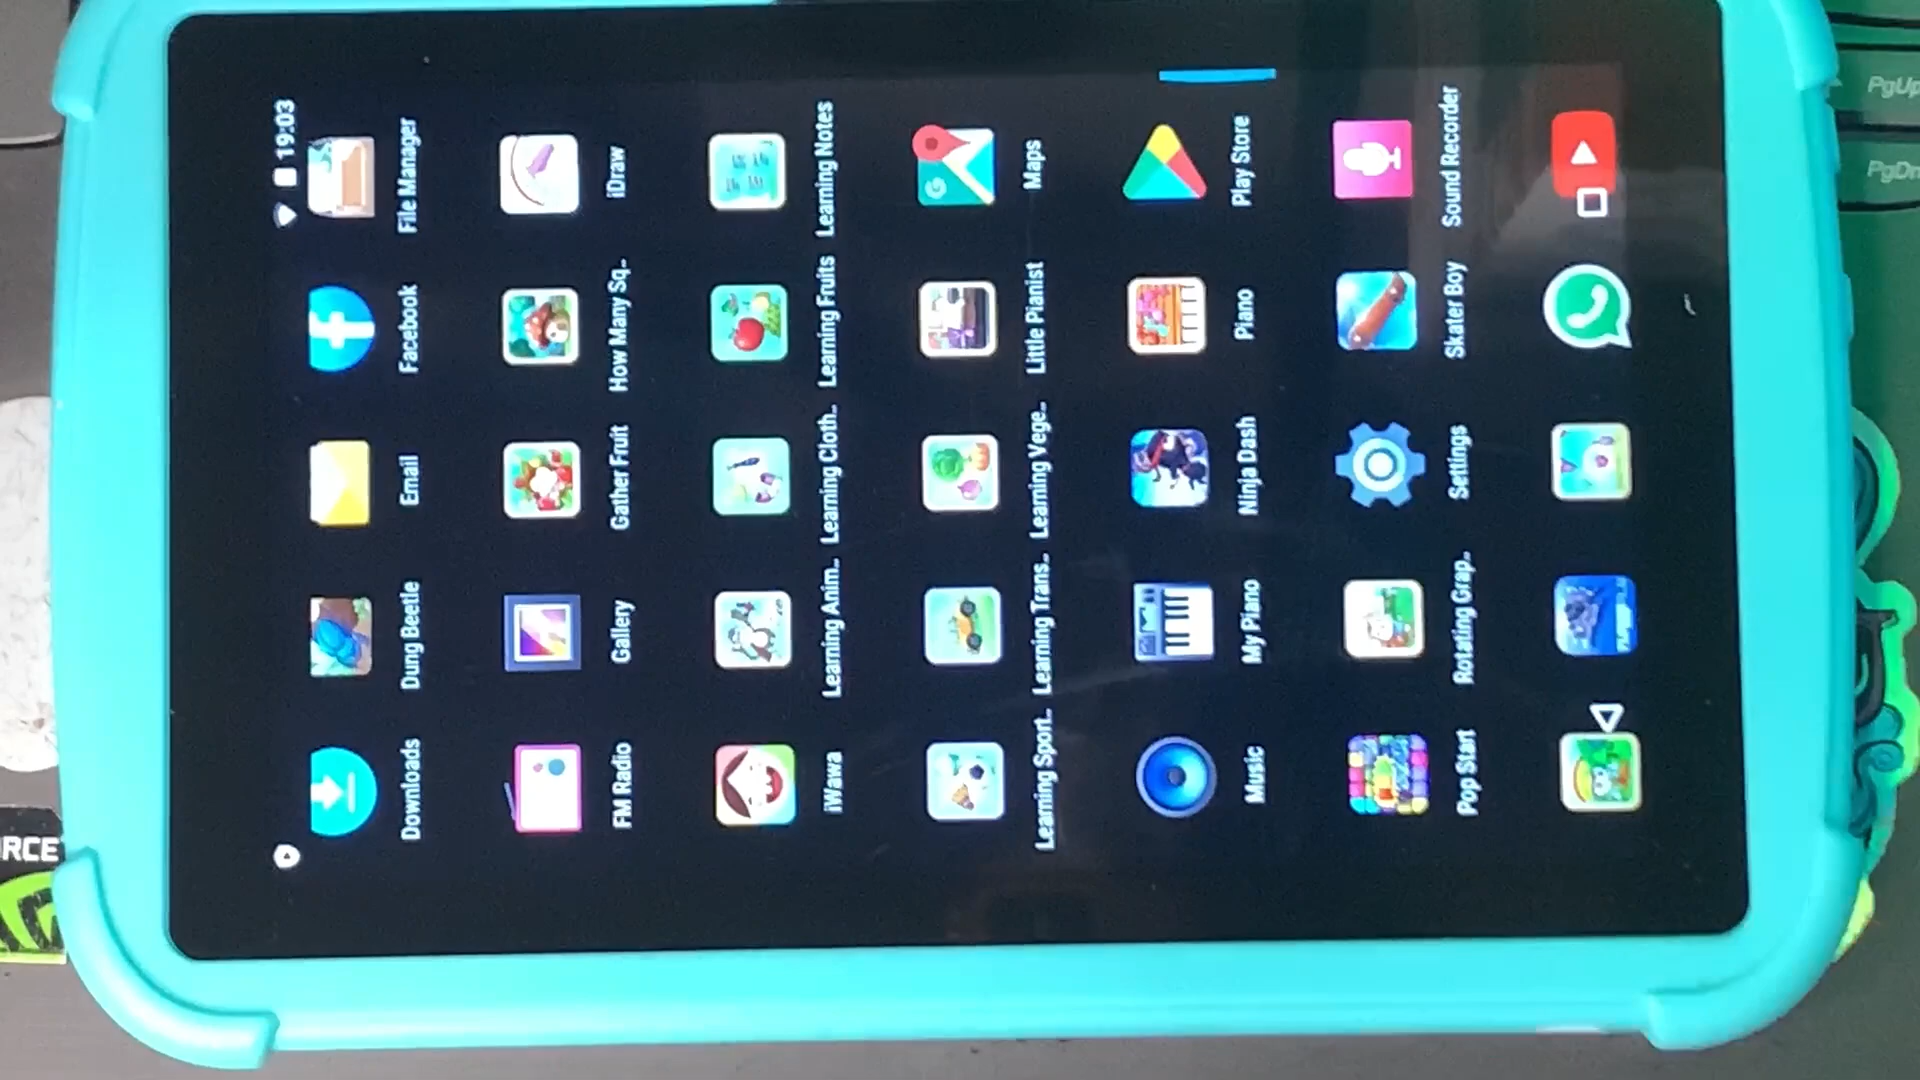 19:03
Downloads
Dung Beetle
Email
Facebook
File Manager
FM Radio
Gallery
Gather Fruit
How Many Sq..
iDraw
iWawa
Learning Anim..
Learning Cloth..
Learning Fruits
Learning Notes
Learning Sport..
Learning Trans..
Learning Vege..
Little Pianist
Maps
Music
My Piano
Ninja Dash
Piano
Play Store
Pop Start
Rotating Grap..
Settings
Skater Boy
Sound Recorder
RCE
PgUp
PgDn